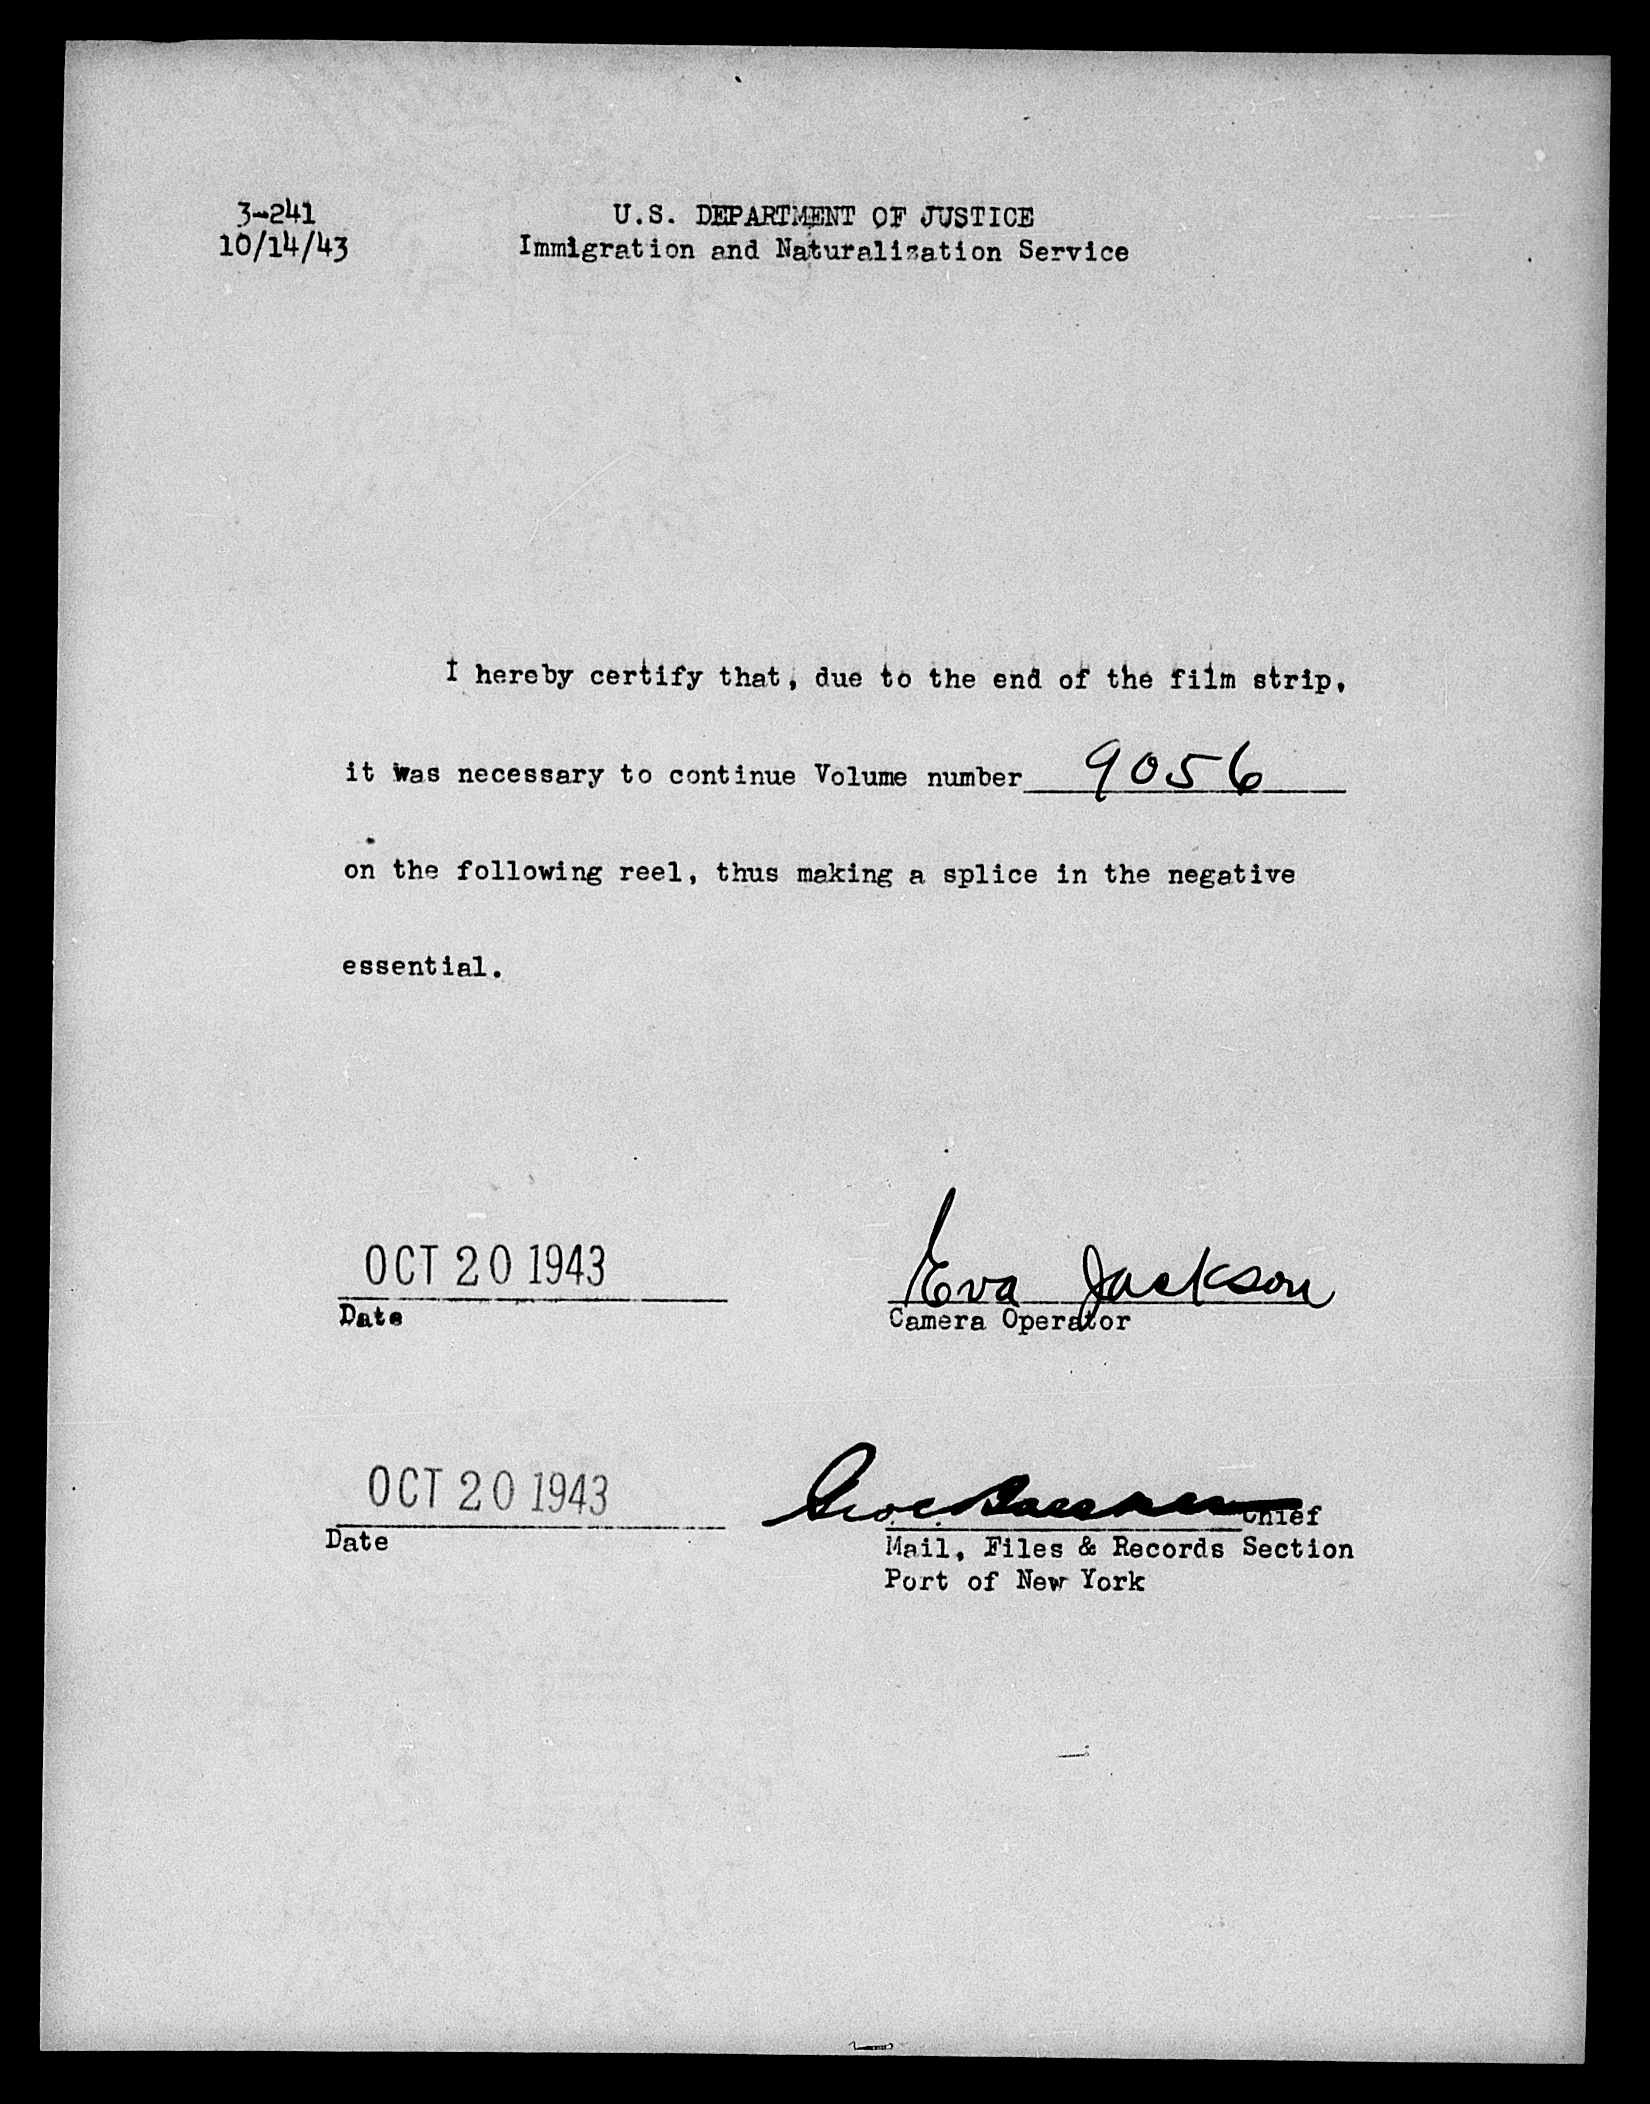 3-241
10/14/43
U.S. DEPARTMENT OF JUSTICE
Immigration and Naturalization Service
I hereby certify that, due to the end of the film strip,
it was necessary to continue Volume number 9056
on the following reel, thus making a splice in the negative
essential.
OCT 20 1943
Date
Eva Jackson
Camera Operator
OCT 20 1943
Date
Chief
Mail, Files & Records Section
Port of New York